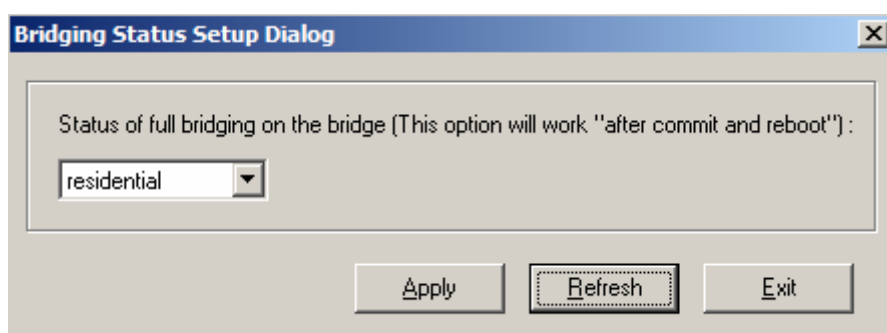 Bridging Status Setup Dialog
Status of full bridging on the bridge (This option will work "after commit and reboot") :
residential
Apply Refresh Exit